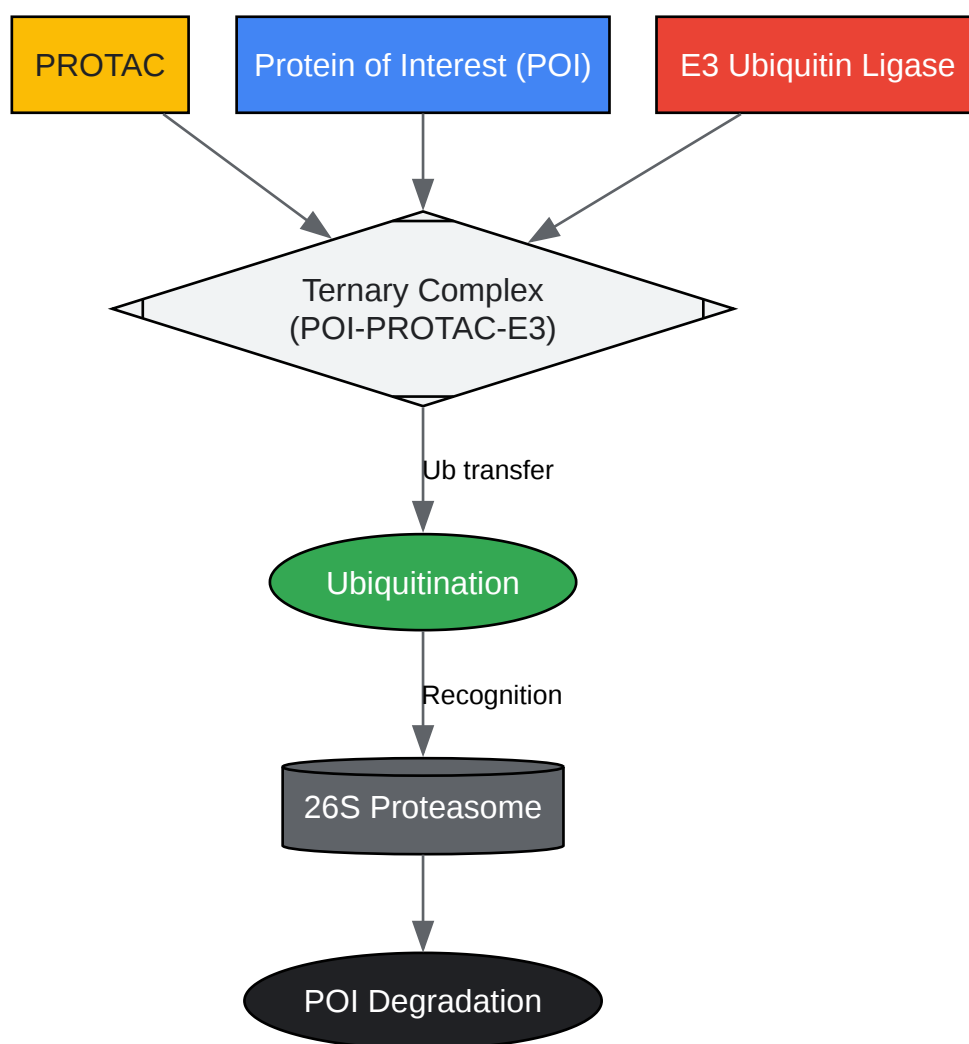 PROTAC
Protein of Interest (POI)
E3 Ubiquitin Ligase
Ternary Complex
(POI-PROTAC-E3)
Ub transfer
Ubiquitination
Recognition
26S Proteasome
POI Degradation